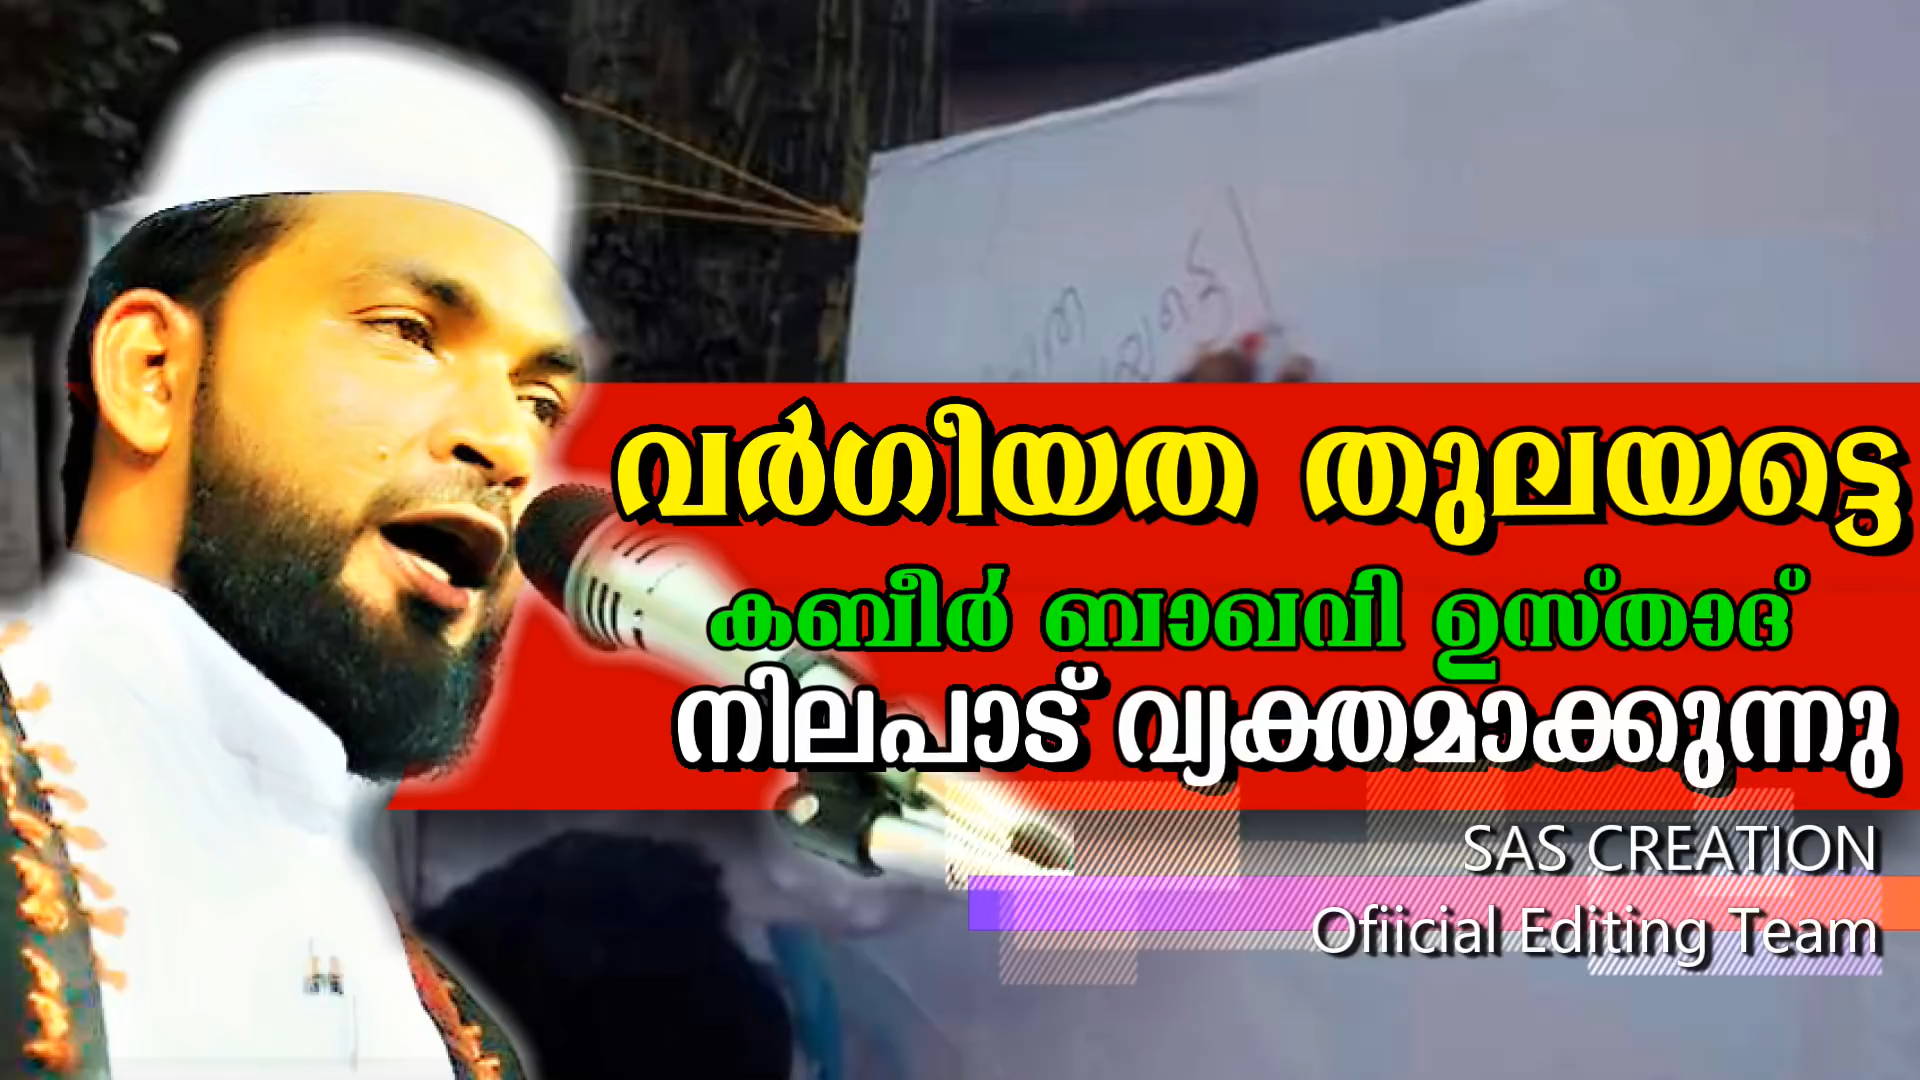 വർഗീയത തുലയട്ടെ
കബീർ ബാഖവി ഉസ്താദ്
നിലപാട് വ്യക്തമാക്കുന്നു
SAS CREATION
Ofiicial Editing Team